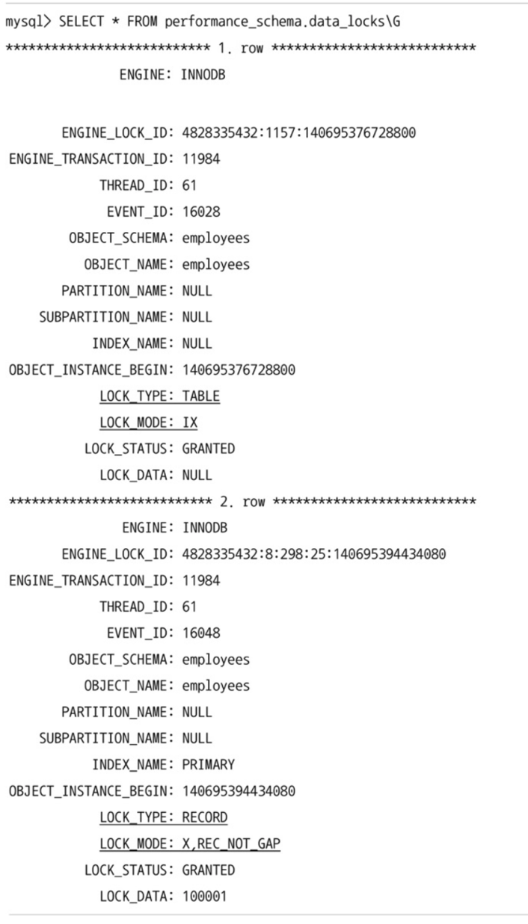 mysql> SELECT * FROM performance_schema.data_locks\G
*************************** 1. row ***************************
ENGINE: INNODB
ENGINE_LOCK_ID: 4828335432:1157:140695376728800
ENGINE_TRANSACTION_ID: 11984
THREAD_ID: 61
EVENT_ID: 16028
OBJECT_SCHEMA: employees
OBJECT_NAME: employees
PARTITION_NAME: NULL
SUBPARTITION_NAME: NULL
INDEX_NAME: NULL
OBJECT_INSTANCE_BEGIN: 140695376728800
LOCK_TYPE: TABLE
LOCK_MODE: IX
LOCK_STATUS: GRANTED
LOCK_DATA: NULL
*************************** 2. row ***************************
ENGINE: INNODB
ENGINE_LOCK_ID: 4828335432:8:298:25:140695394434080
ENGINE_TRANSACTION_ID: 11984
THREAD_ID: 61
EVENT_ID: 16048
OBJECT_SCHEMA: employees
OBJECT_NAME: employees
PARTITION_NAME: NULL
SUBPARTITION_NAME: NULL
INDEX_NAME: PRIMARY
OBJECT_INSTANCE_BEGIN: 140695394434080
LOCK_TYPE: RECORD
LOCK_MODE: X,REC_NOT_GAP
LOCK_STATUS: GRANTED
LOCK_DATA: 100001